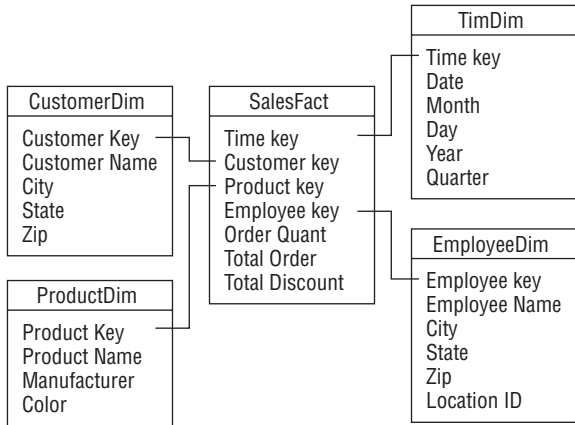 TimDim
Time key
Date
Month
Day
Year
Quarter
CustomerDim
Customer Key
Customer Name
City
State
Zip
SalesFact
Time key
Customer key
Product key
Employee key
Order Quant
Total Order
Total Discount
EmployeeDim
Employee key
Employee Name
City
State
Zip
Location ID
ProductDim
Product Key
Product Name
Manufacturer
Color